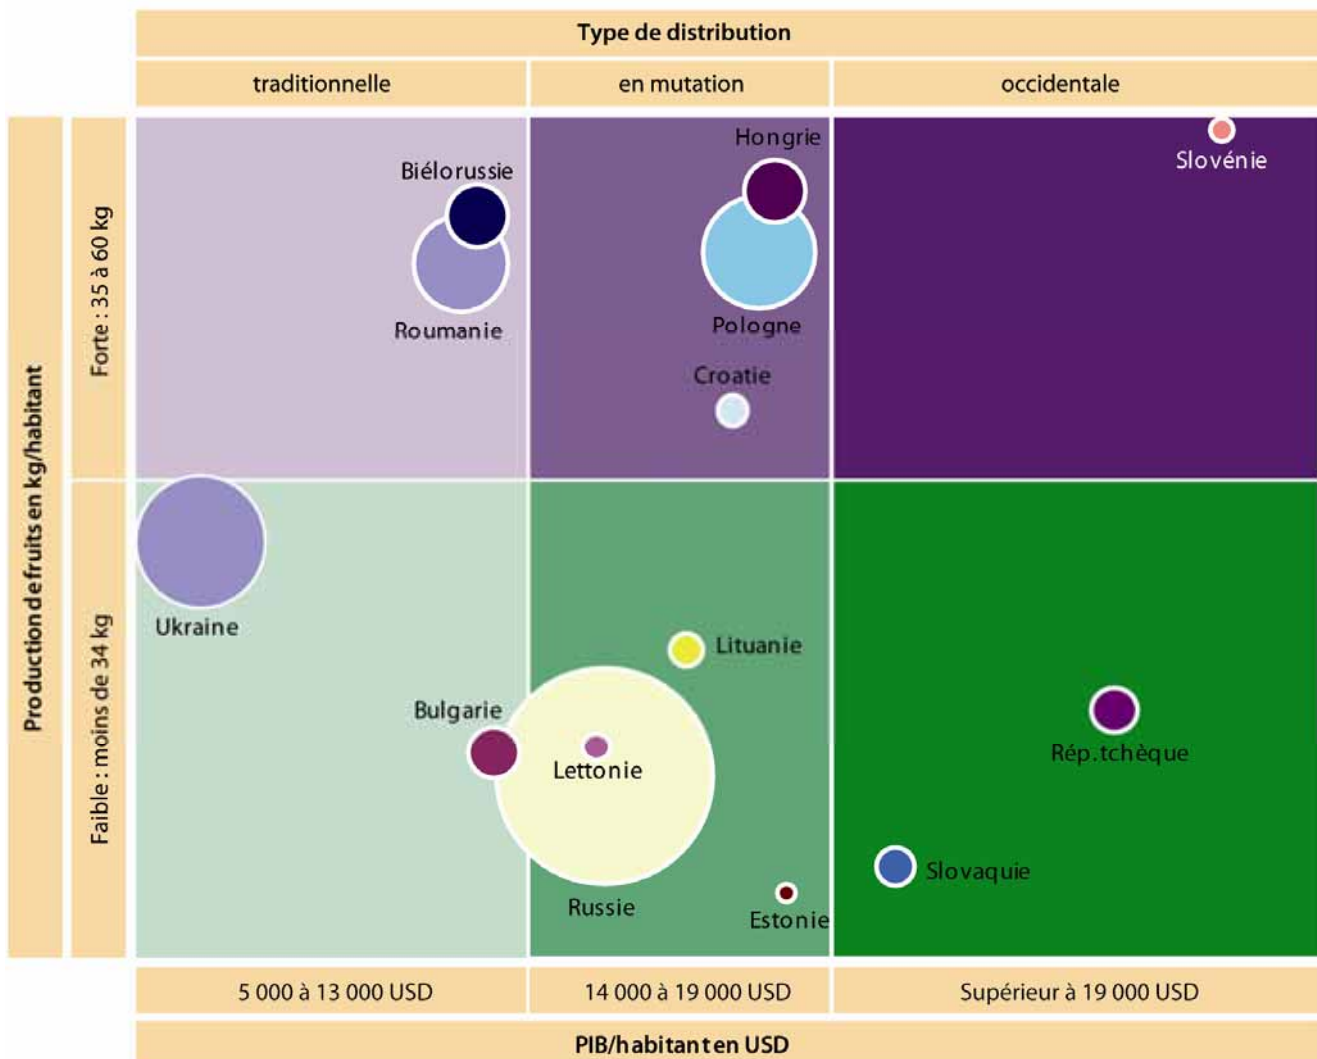 Type de distribution
traditionnelle
en mutation
occidentale
Production de fruits en kg/habitant
Forte : 35 à 60 kg
Faible : moins de 34 kg
Hongrie
Slovénie
Biélorussie
Roumanie
Pologne
Croatie
Ukraine
Lituanie
Bulgarie
Lettonie
Rép.tchèque
Slovaquie
Russie
Estonie
5 000 à 13 000 USD
14 000 à 19 000 USD
Supérieur à 19 000 USD
PIB/habitant en USD